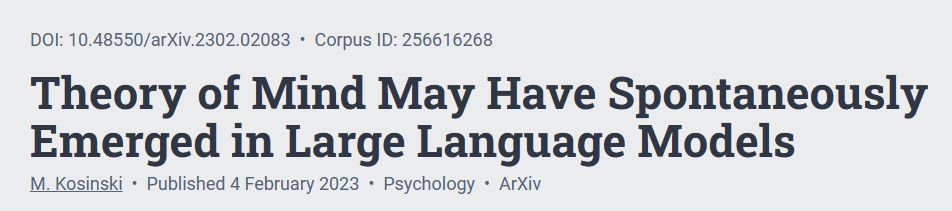 DOI: 10.48550/arXiv.2302.02083 • Corpus ID: 256616268
Theory of Mind May Have Spontaneously
Emerged in Large Language Models
M. Kosinski • Published 4 February 2023 • Psychology • ArXiv